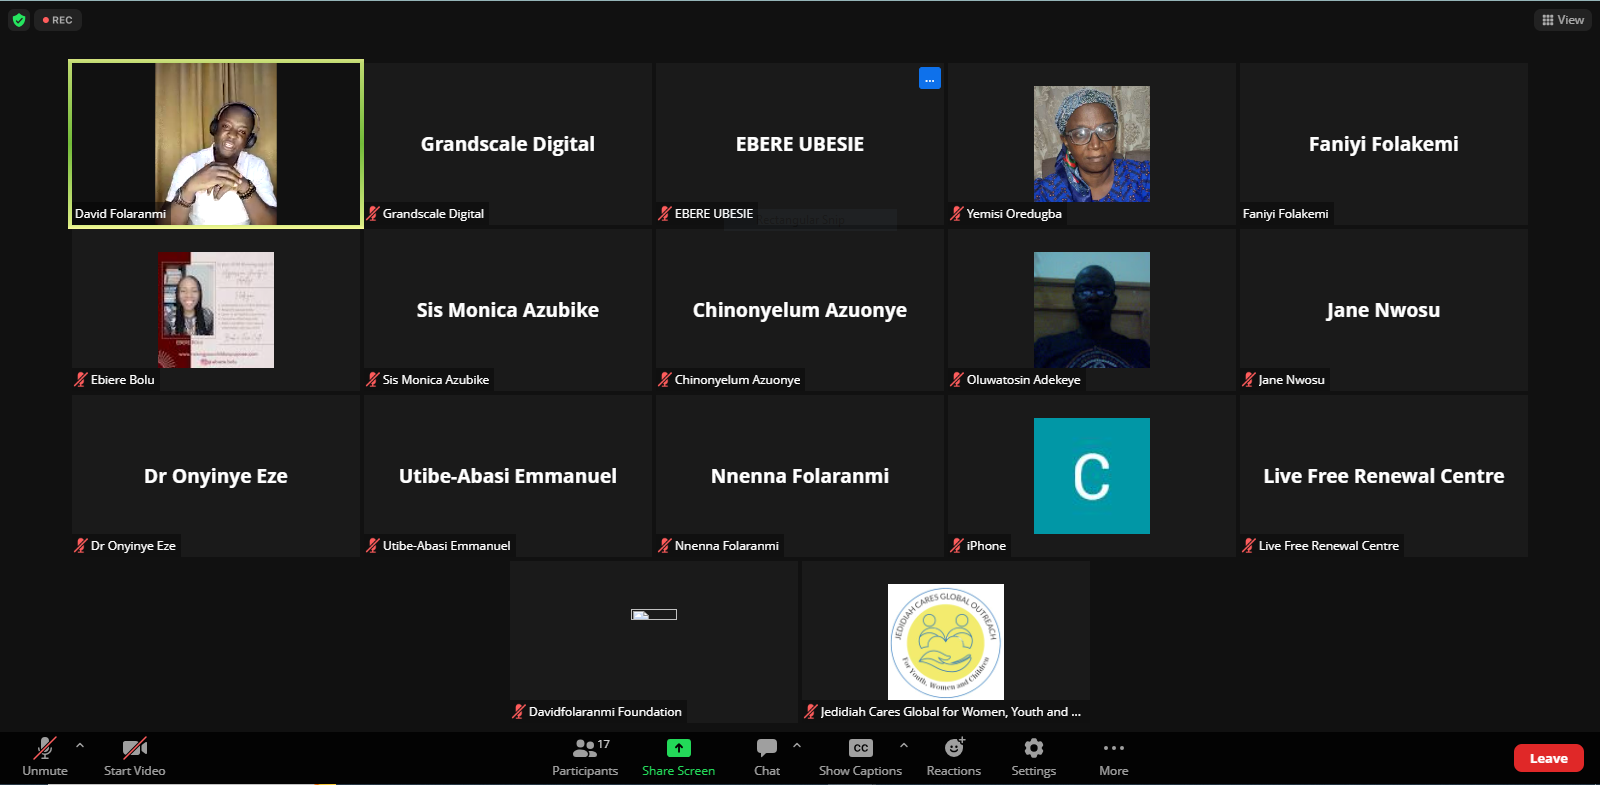 REC
View
David Folaranmi
Grandscale Digital
Grandscale Digital
...
EBERE UBESIE
EBERE UBESIE
Rectangular Snip
Yemisi Oredugba
Faniyi Folakemi
Faniyi Folakemi
EBIERE BOLU
Ebiere Bolu
Sis Monica Azubike
Sis Monica Azubike
Chinonyelum Azuonye
Chinonyelum Azuonye
Oluwatosin Adekeye
Jane Nwosu
Jane Nwosu
Dr Onyinye Eze
Dr Onyinye Eze
Utibe-Abasi Emmanuel
Utibe-Abasi Emmanuel
Nnenna Folaranmi
Nnenna Folaranmi
C
iPhone
Live Free Renewal Centre
Live Free Renewal Centre
Davidfolaranmi Foundation
JEDIDIAH CARES GLOBAL OUTREACH
For Youth, Women and Children
Jedidiah Cares Global for Women, Youth and ...
Unmute
Start Video
17
Participants
Share Screen
Chat
CC
Show Captions
Reactions
Settings
More
Leave